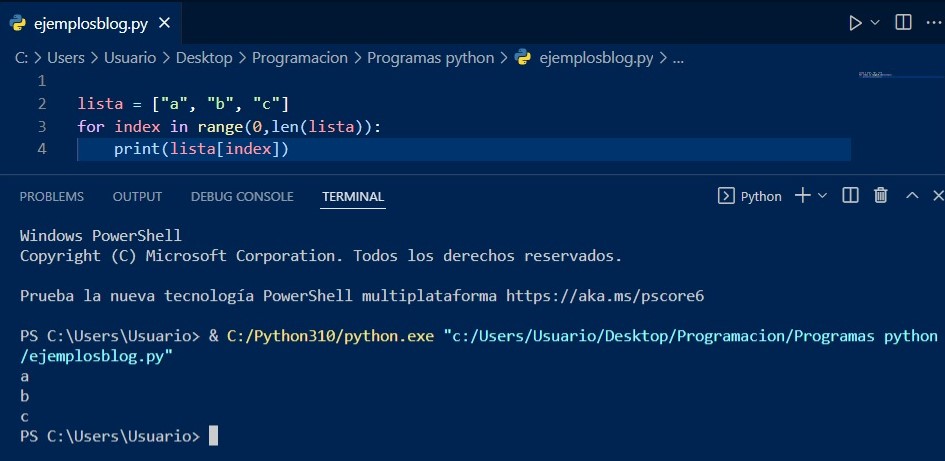 ejemplosblog.py
C: > Users > Usuario > Desktop > Programacion > Programas python > ejemplosblog.py > ...
1
2 lista = ["a", "b", "c"]
3 for index in range(0,len(lista)):
4     print(lista[index])
PROBLEMS OUTPUT DEBUG CONSOLE TERMINAL Python
Windows PowerShell
Copyright (C) Microsoft Corporation. Todos los derechos reservados.
Prueba la nueva tecnología PowerShell multiplataforma https://aka.ms/pscore6
PS C:\Users\Usuario> & C:/Python310/python.exe "c:/Users/Usuario/Desktop/Programacion/Programas python
/ejemplosblog.py"
a
b
c
PS C:\Users\Usuario>